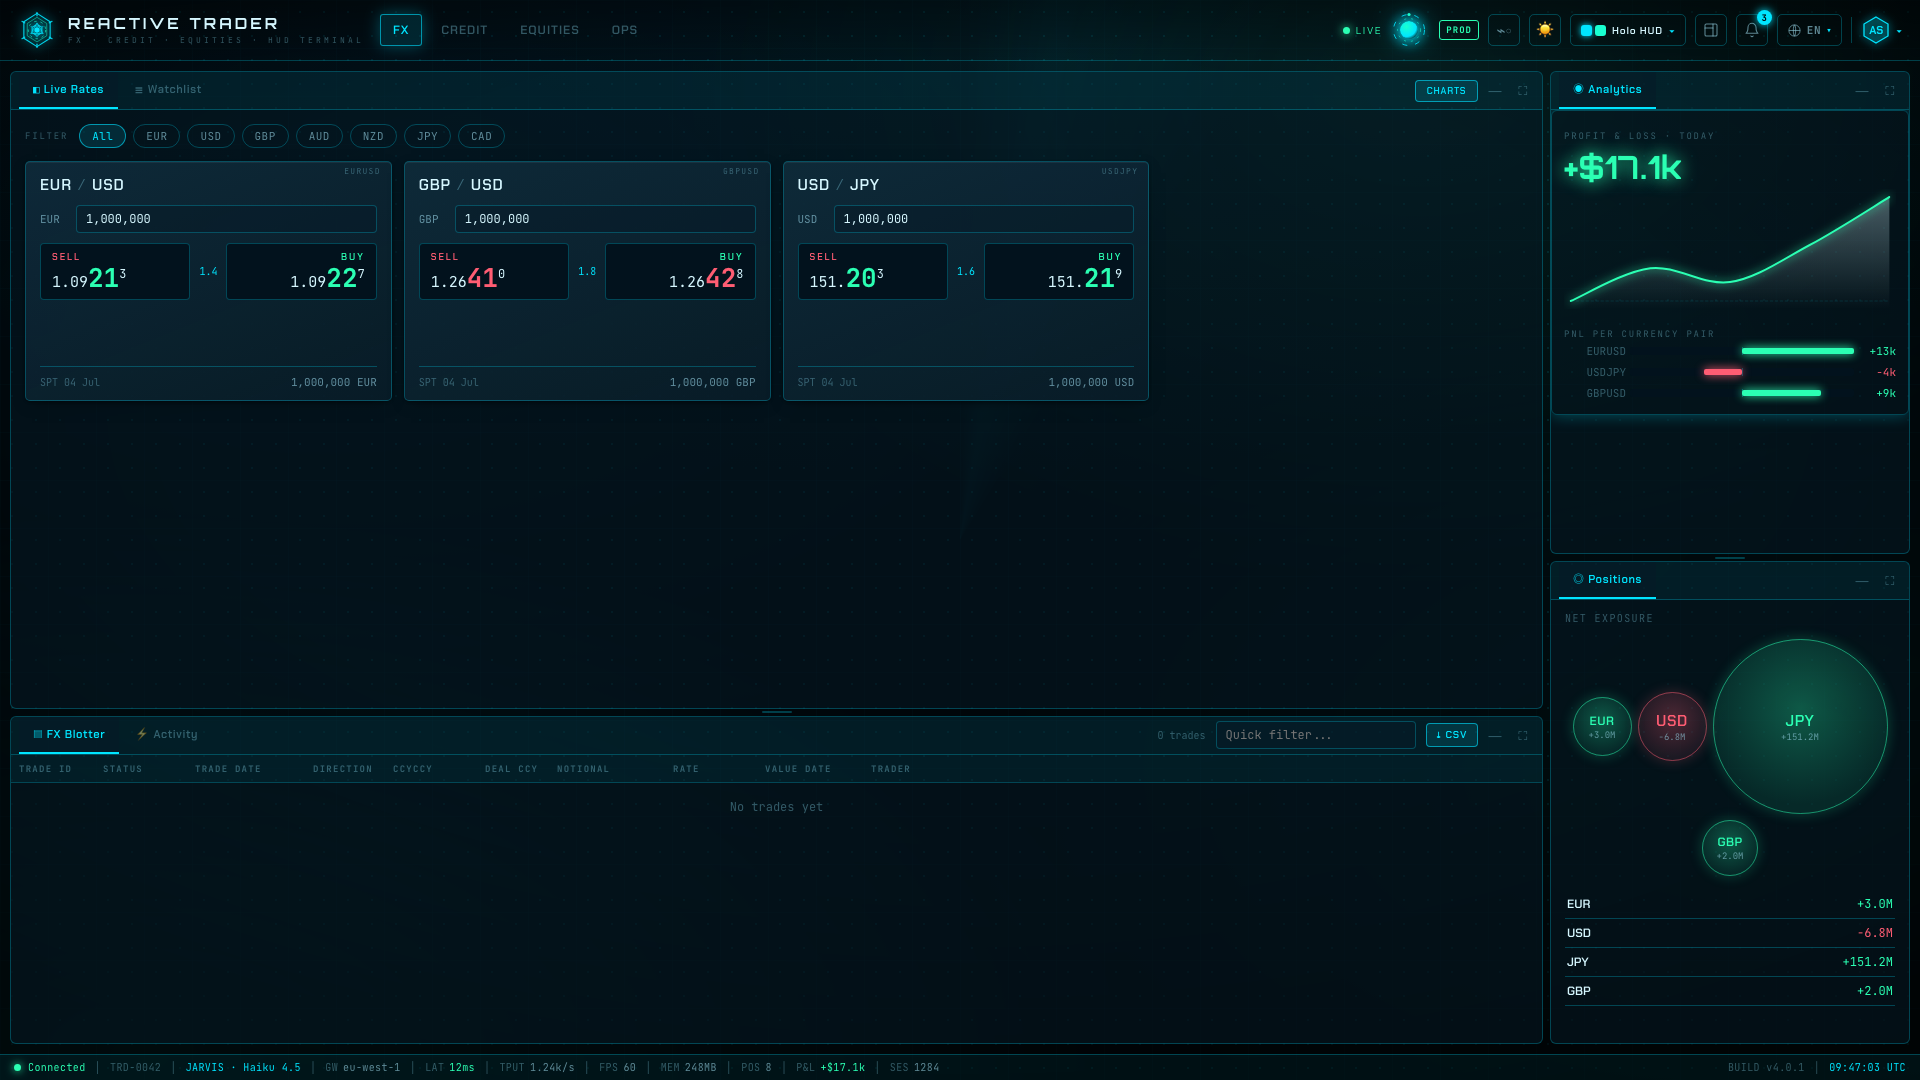 REACTIVE TRADER
FX · CREDIT · EQUITIES · HUD TERMINAL
FX CREDIT EQUITIES OPS
LIVE PROD Holo HUD 3 EN AS
Live Rates Watchlist CHARTS
FILTER All EUR USD GBP AUD NZD JPY CAD
EURUSD
EUR / USD
EUR 1,000,000
SELL 1.09213
1.4
BUY 1.09227
SPT 04 Jul 1,000,000 EUR
GBPUSD
GBP / USD
GBP 1,000,000
SELL 1.26410
1.8
BUY 1.26428
SPT 04 Jul 1,000,000 GBP
USDJPY
USD / JPY
USD 1,000,000
SELL 151.203
1.6
BUY 151.219
SPT 04 Jul 1,000,000 USD
Analytics
PROFIT & LOSS · TODAY
+$17.1k
PNL PER CURRENCY PAIR
EURUSD +13k
USDJPY -4k
GBPUSD +9k
Positions
NET EXPOSURE
EUR
+3.0M
USD
-6.8M
JPY
+151.2M
GBP
+2.0M
EUR +3.0M
USD -6.8M
JPY +151.2M
GBP +2.0M
FX Blotter Activity 0 trades Quick filter... ↓ CSV
TRADE ID STATUS TRADE DATE DIRECTION CCYCCY DEAL CCY NOTIONAL RATE VALUE DATE TRADER
No trades yet
Connected TRD-0042 JARVIS · Haiku 4.5 GW eu-west-1 LAT 12ms TPUT 1.24k/s FPS 60 MEM 248MB POS 8 P&L +$17.1k SES 1284 BUILD v4.0.1 09:47:03 UTC